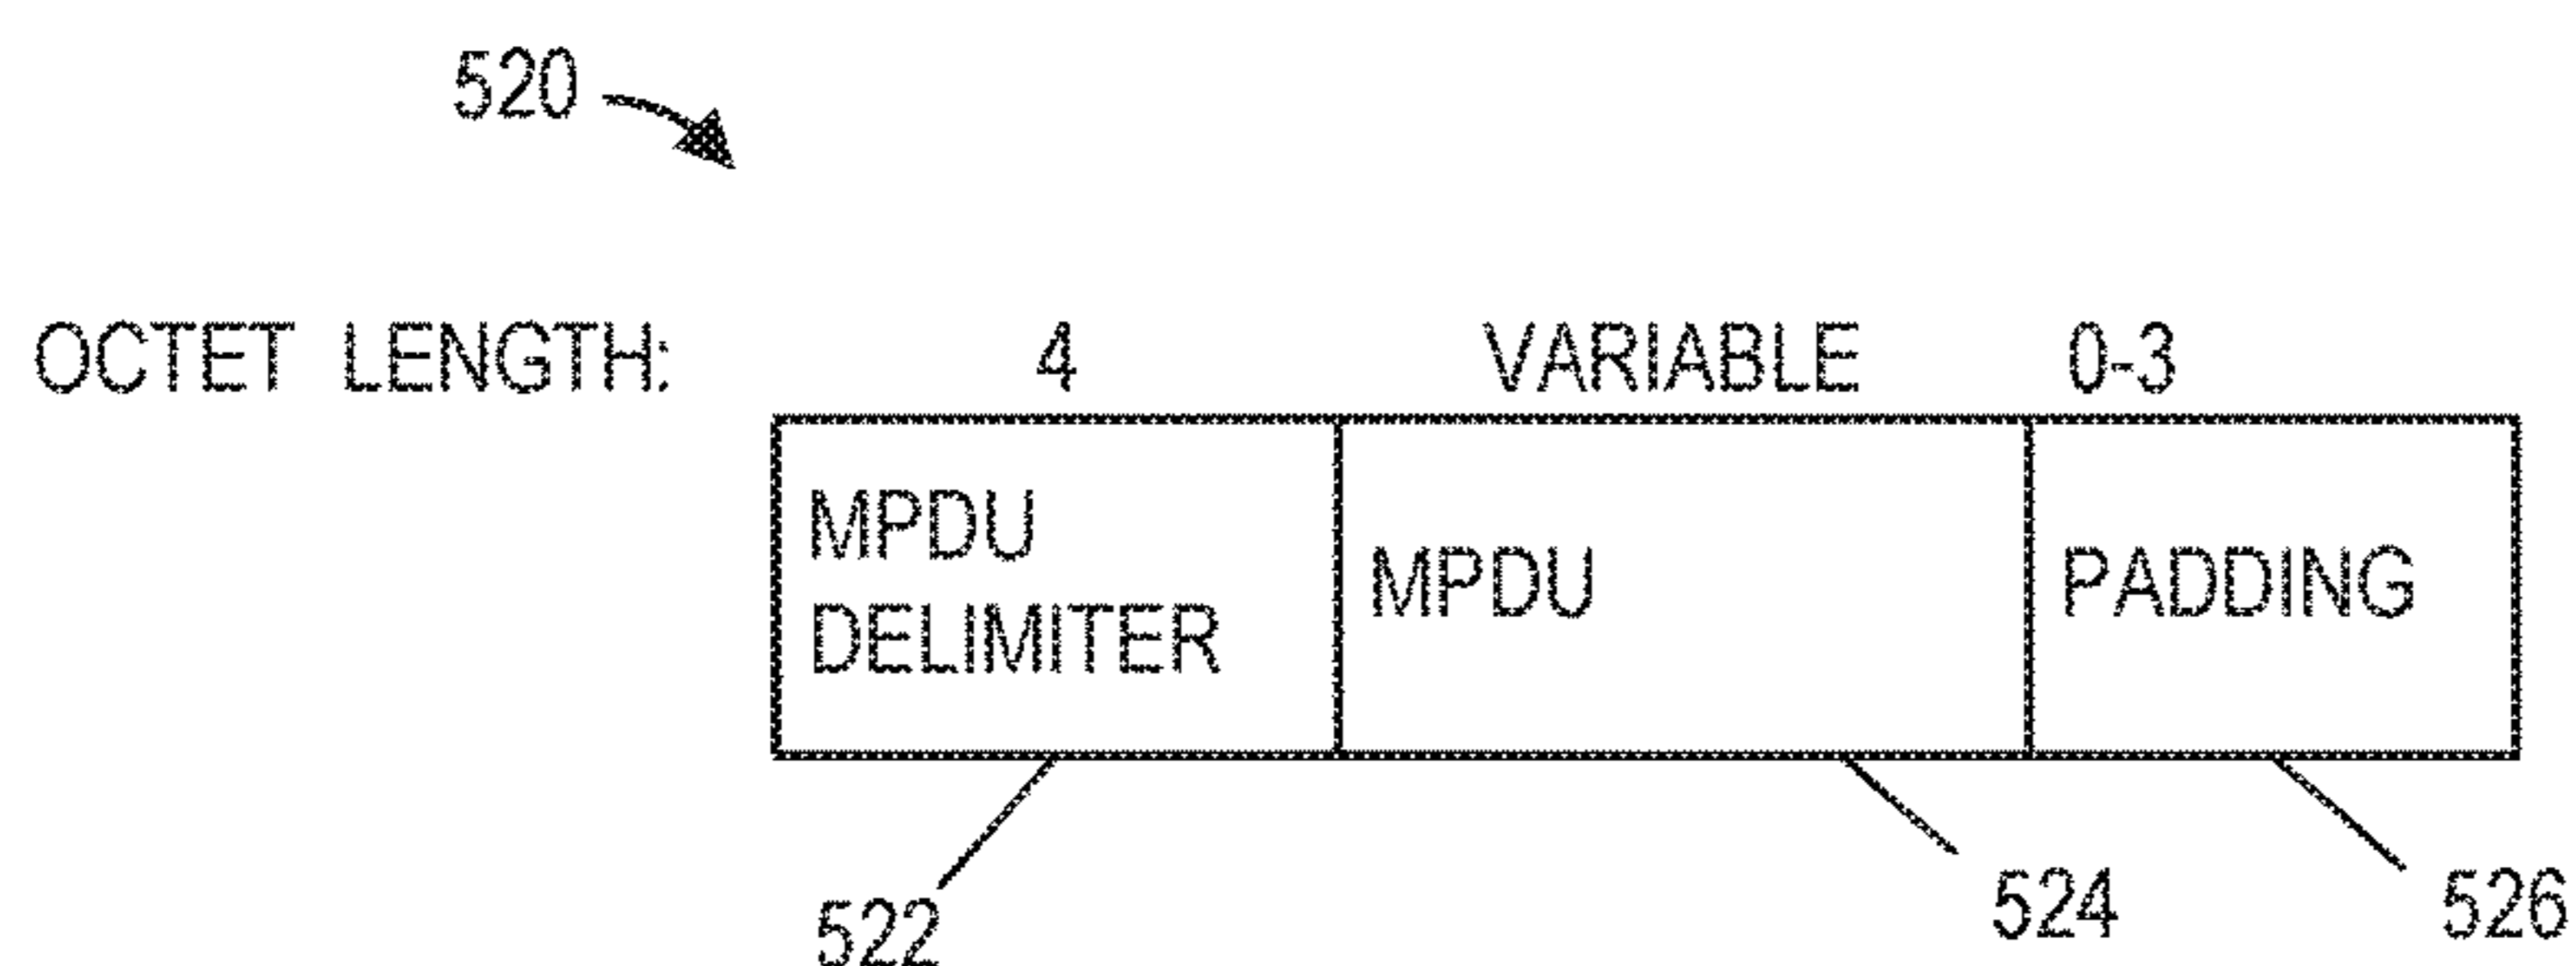 520
OCTET LENGTH: 4 VARIABLE 0-3
MPDU
DELIMITER
MPDU
PADDING
522
524
526